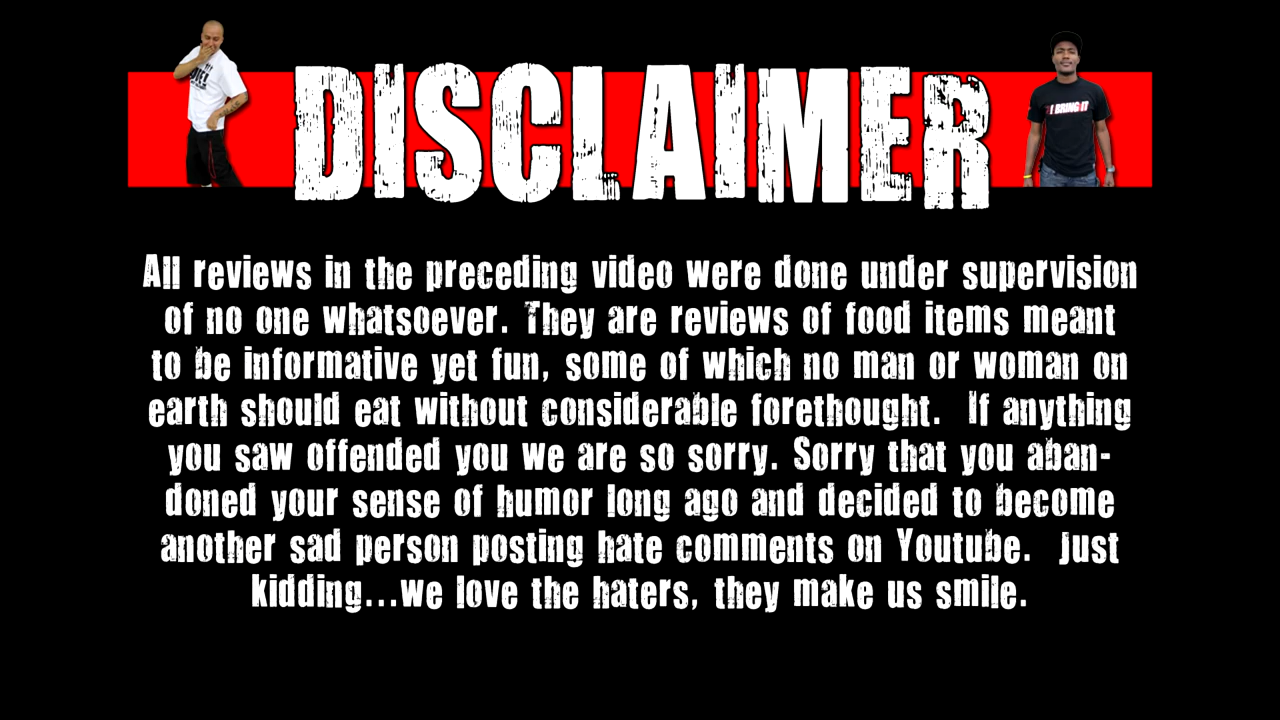 DISCLAIMER
I BRING IT
All reviews in the preceding video were done under supervision
of no one whatsoever. They are reviews of food items meant
to be informative yet fun, some of which no man or woman on
earth should eat without considerable forethought. If anything
you saw offended you we are so sorry. Sorry that you aban-
doned your sense of humor long ago and decided to become
another sad person posting hate comments on Youtube. Just
kidding...we love the haters, they make us smile.